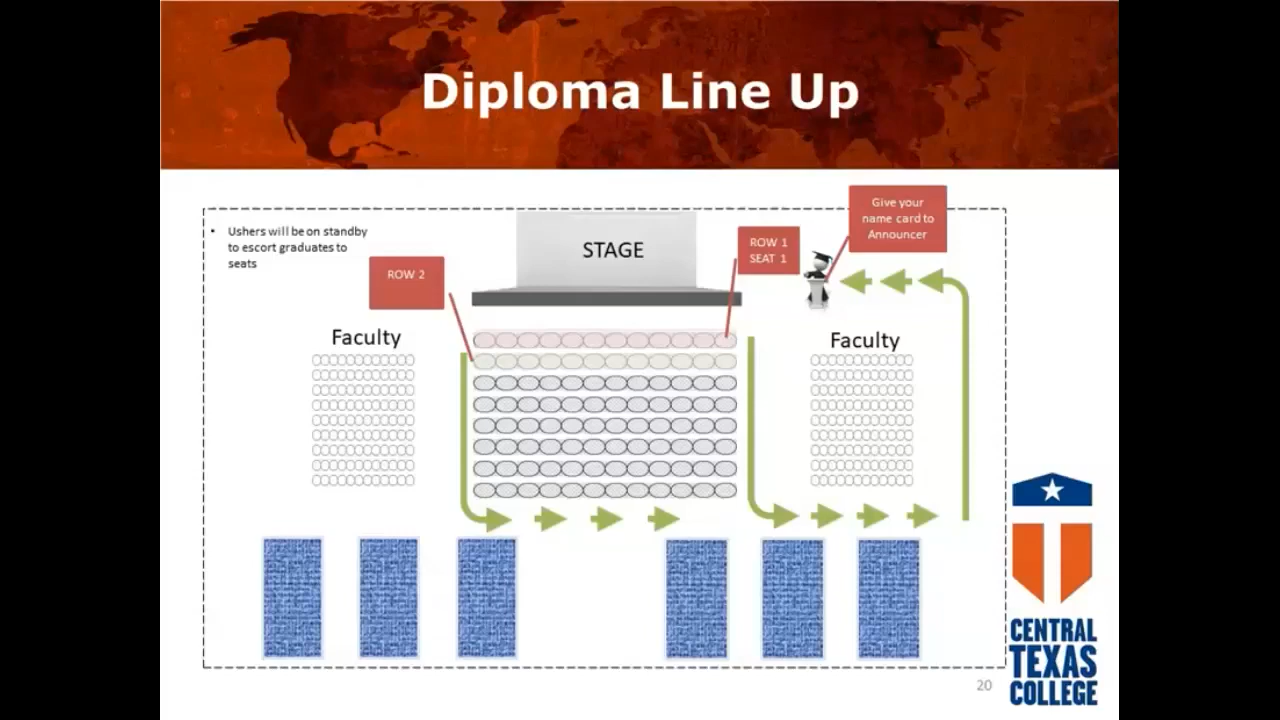 Diploma Line Up
• Ushers will be on standby
to escort graduates to
seats
ROW 2
STAGE
ROW 1
SEAT 1
Give your
name card to
Announcer
Faculty
Faculty
CENTRAL
TEXAS
COLLEGE
20